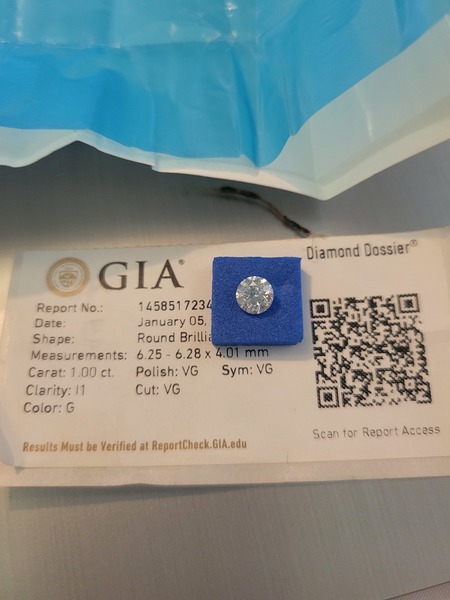 GIA®
Diamond Dossier®
Report No.: 1458517234
Date: January 05,
Shape: Round
Measurements: 6.25 - 6.28 x 4.01 mm
Carat: 1.00 ct. Polish: VG Sym: VG
Clarity: I1 Cut: VG
Color: G
Results Must be Verified at ReportCheck.GIA.edu
Scan for Report Access